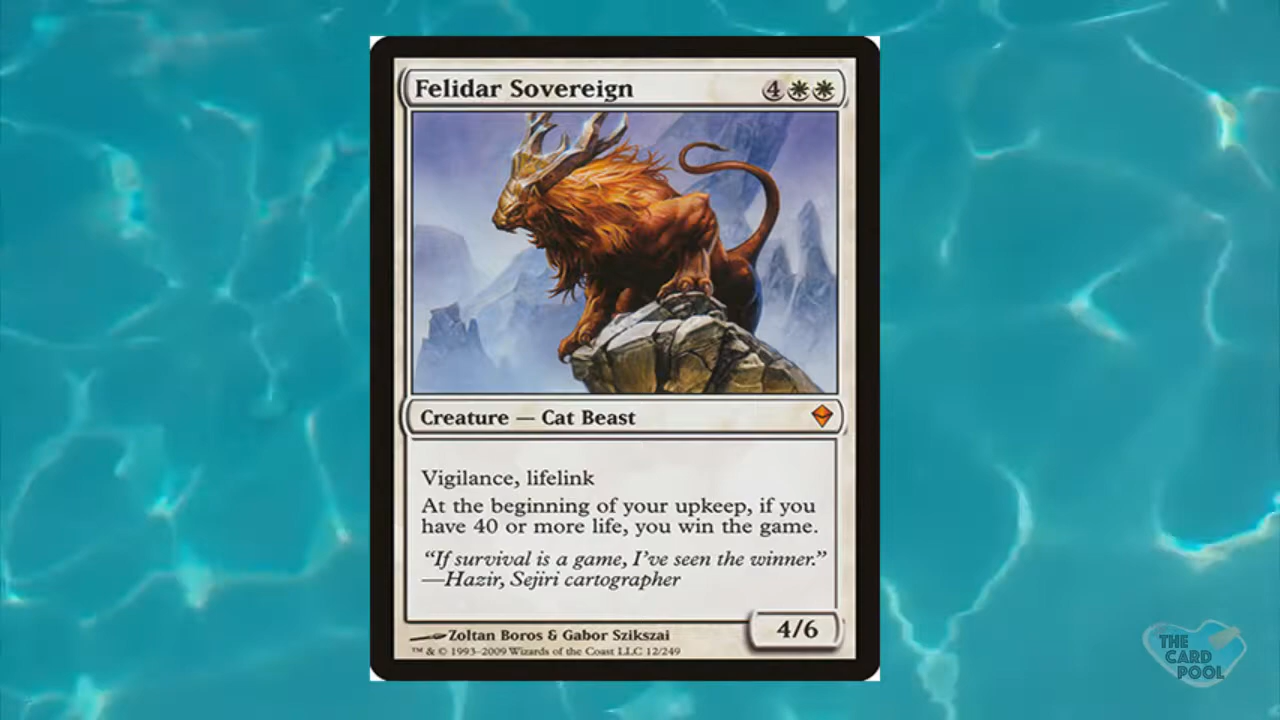 Felidar Sovereign 4
Creature — Cat Beast
Vigilance, lifelink
At the beginning of your upkeep, if you
have 40 or more life, you win the game.
“If survival is a game, I’ve seen the winner.”
—Hazir, Sejiri cartographer
4/6
Zoltan Boros & Gabor Szikszai
™ & © 1993–2009 Wizards of the Coast LLC 12/249
THE
CARD
POOL